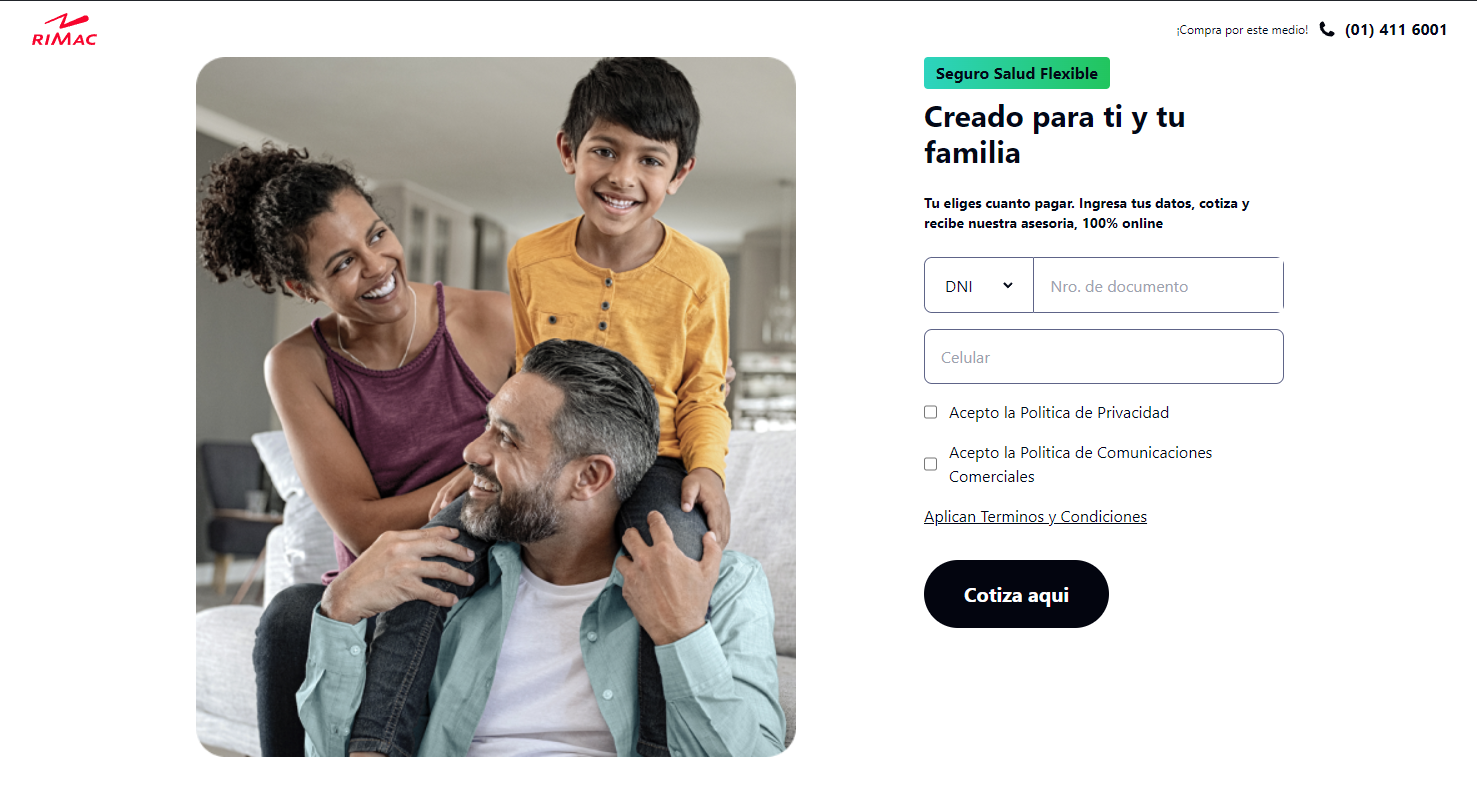 RIMAC
¡Compra por este medio! (01) 411 6001
Seguro Salud Flexible
Creado para ti y tu
familia
Tu eliges cuanto pagar. Ingresa tus datos, cotiza y
recibe nuestra asesoria, 100% online
DNI Nro. de documento
Celular
Acepto la Politica de Privacidad
Acepto la Politica de Comunicaciones
Comerciales
Aplican Terminos y Condiciones
Cotiza aqui